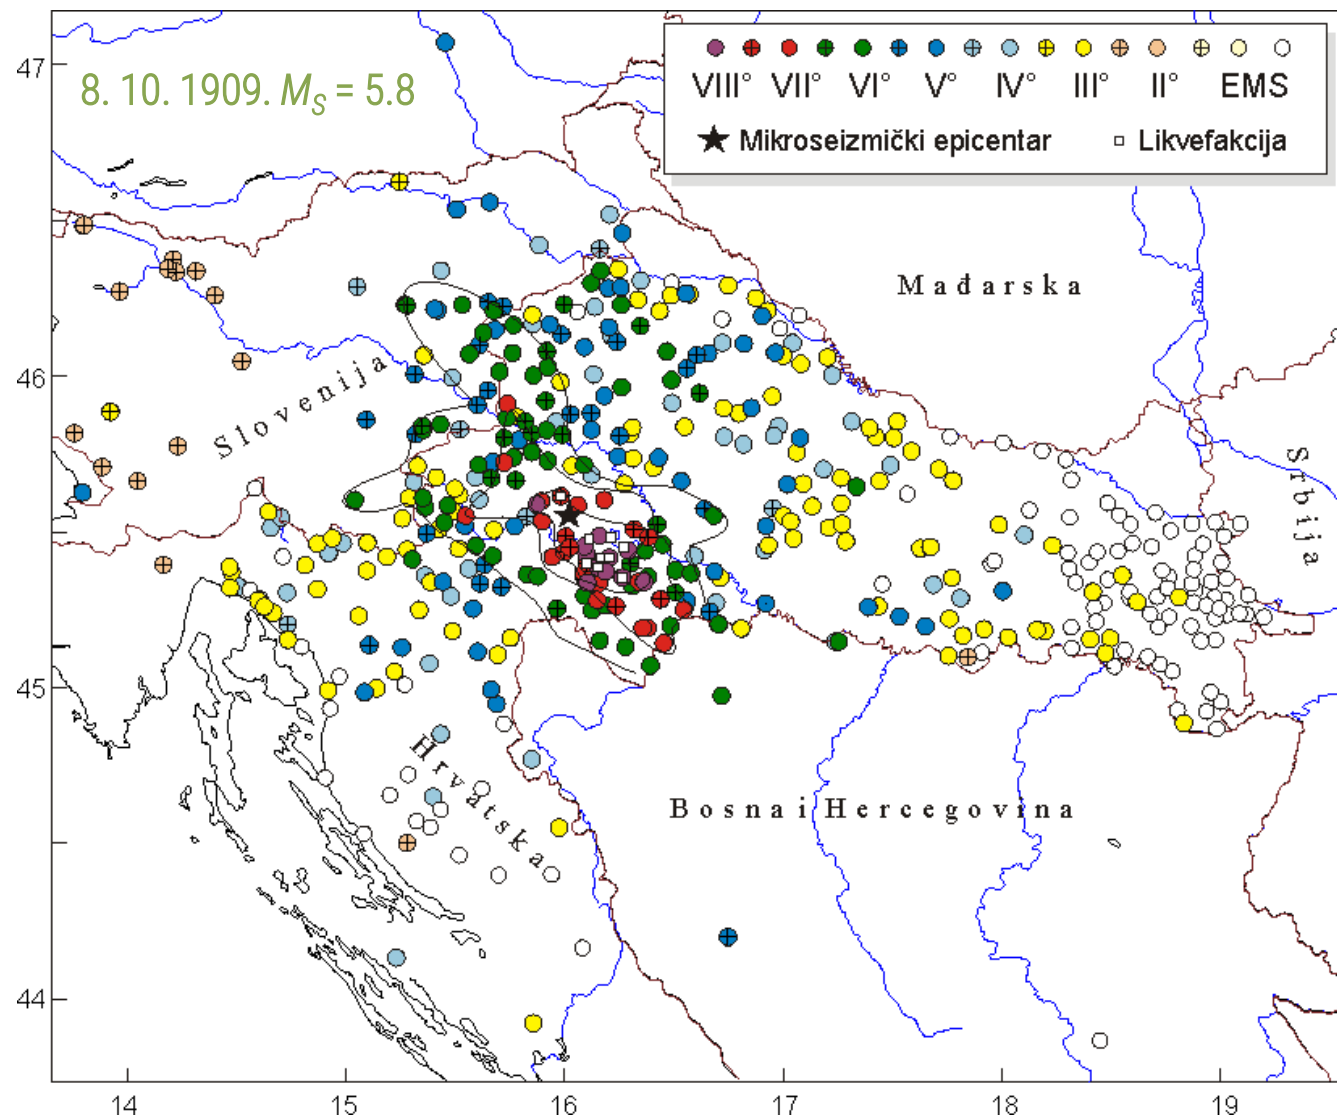 8. 10. 1909. Mₛ = 5.8
VIII° VII° VI° V° IV° III° II° EMS
Mikroseizmički epicentar Likvefakcija
47
46
45
44
Mađarska
Slovenija
Srbija
Hrvatska
Bosna i Hercegovina
14 15 16 17 18 19